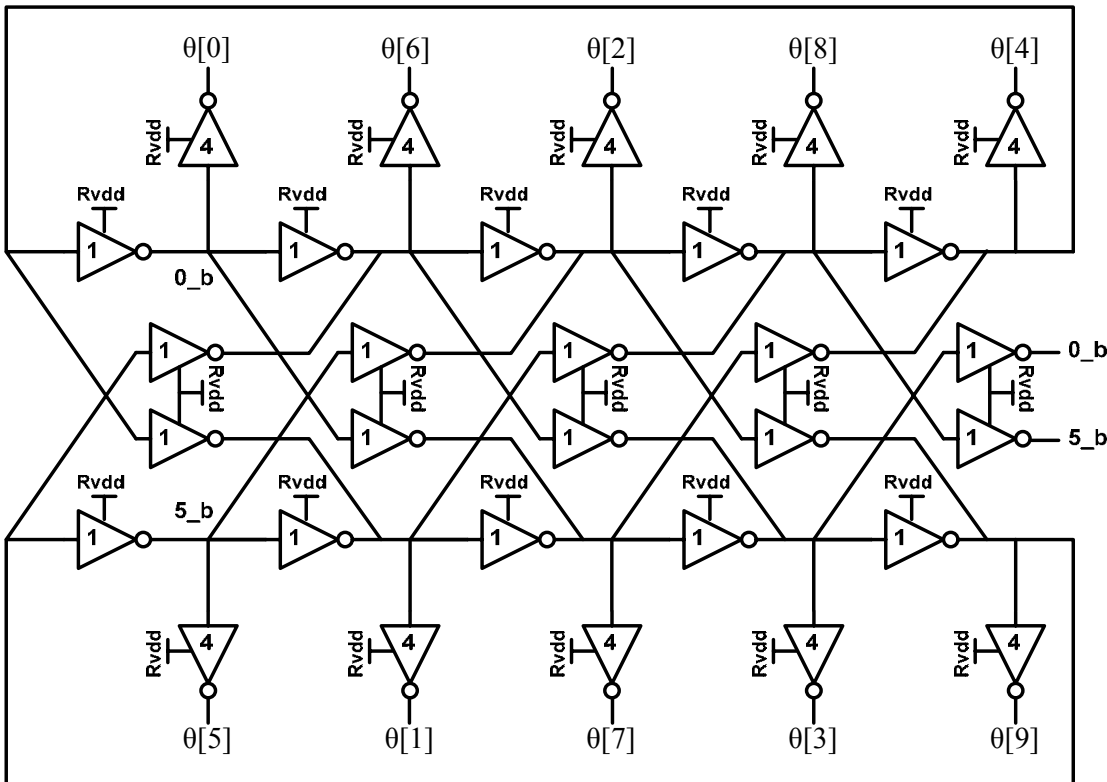 θ[0] θ[6] θ[2] θ[8] θ[4]
Rvdd 4 Rvdd 4 Rvdd 4 Rvdd 4 Rvdd 4
Rvdd Rvdd Rvdd Rvdd Rvdd
1 1 1 1 1
0_b
1 1 1 1 1 0_b
Rvdd Rvdd Rvdd Rvdd Rvdd
1 1 1 1 1 5_b
Rvdd Rvdd Rvdd Rvdd Rvdd
5_b
1 1 1 1 1
Rvdd 4 Rvdd 4 Rvdd 4 Rvdd 4 Rvdd 4
θ[5] θ[1] θ[7] θ[3] θ[9]